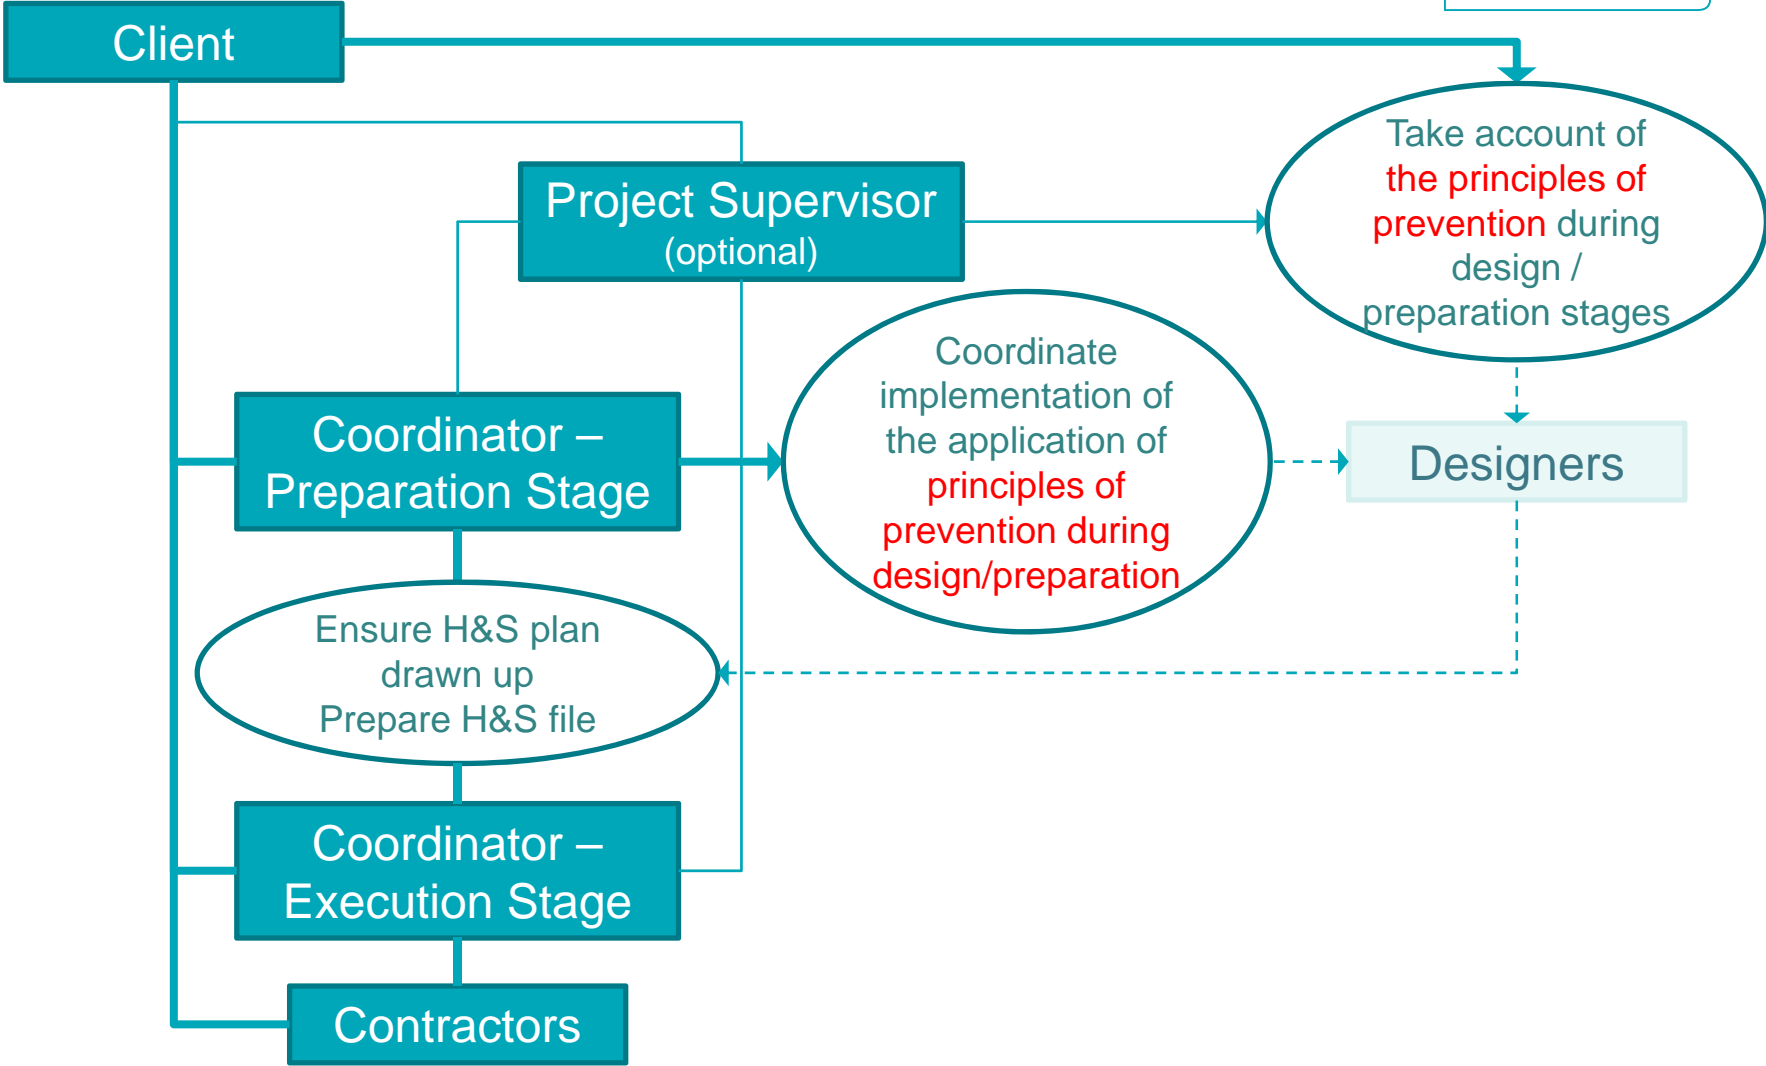 Client
Project Supervisor
(optional)
Take account of
the principles of
prevention during
design /
preparation stages
Coordinate
implementation of
the application of
principles of
prevention during
design/preparation
Coordinator –
Preparation Stage
Designers
Ensure H&S plan
drawn up
Prepare H&S file
Coordinator –
Execution Stage
Contractors